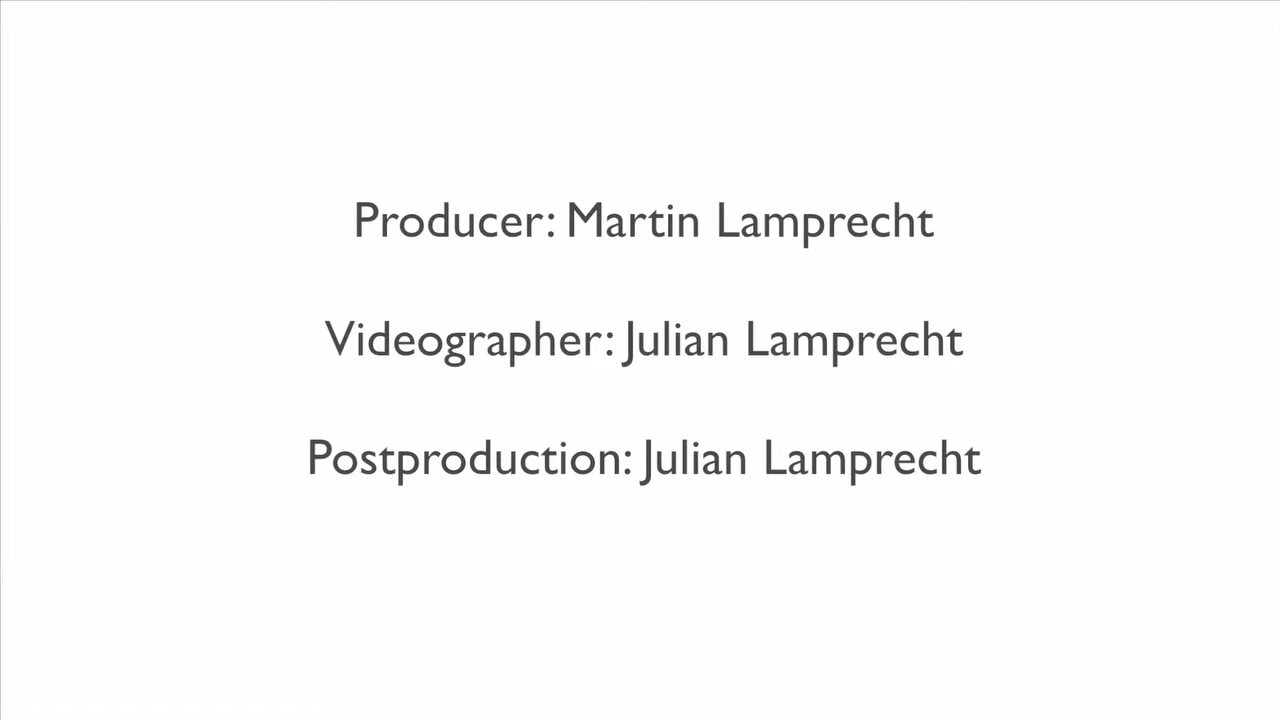 Producer: Martin Lamprecht
Videographer: Julian Lamprecht
Postproduction: Julian Lamprecht